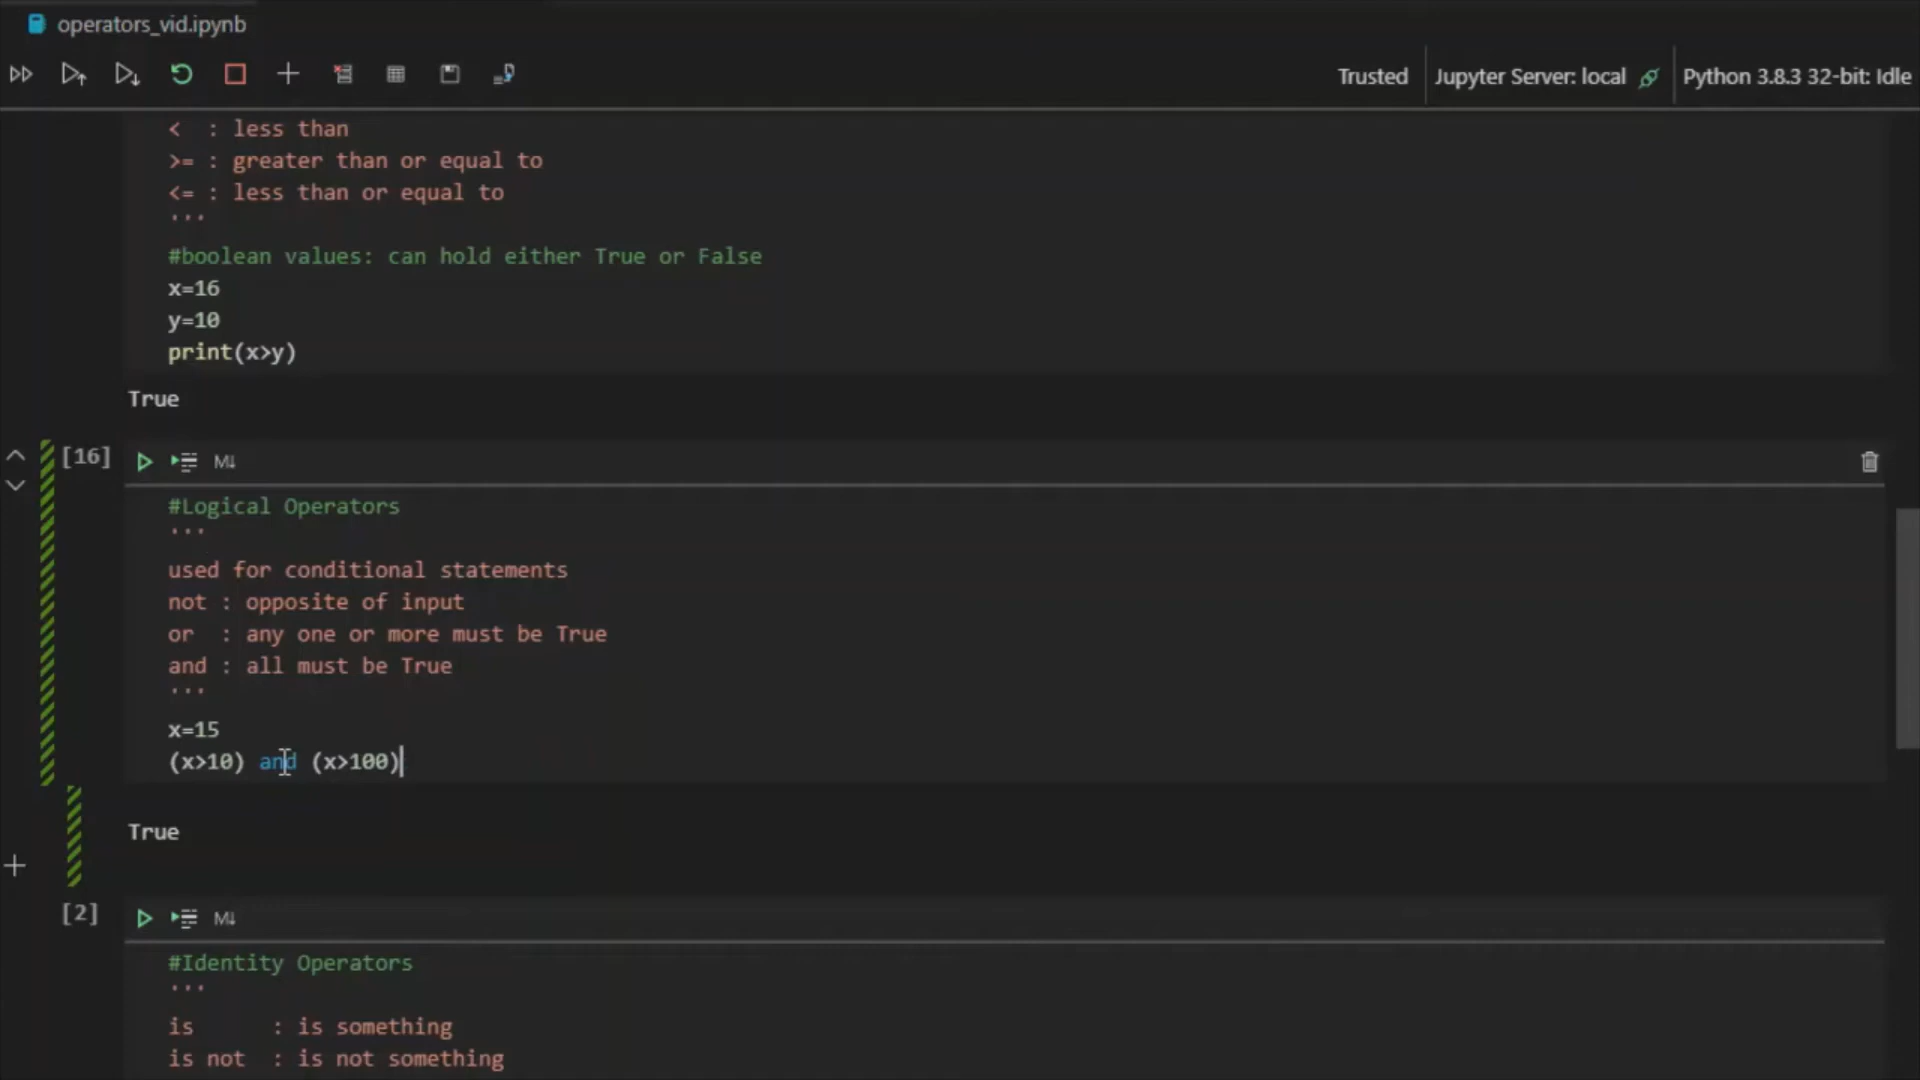 operators_vid.ipynb
Trusted
Jupyter Server: local
Python 3.8.3 32-bit: Idle
<  : less than
>= : greater than or equal to
<= : less than or equal to
'''
#boolean values: can hold either True or False
x=16
y=10
print(x>y)
True
[16]
M↓
#Logical Operators
'''
used for conditional statements
not : opposite of input
or  : any one or more must be True
and : all must be True
'''
x=15
(x>10) and (x>100)
True
[2]
M↓
#Identity Operators
'''
is      : is something
is not  : is not something